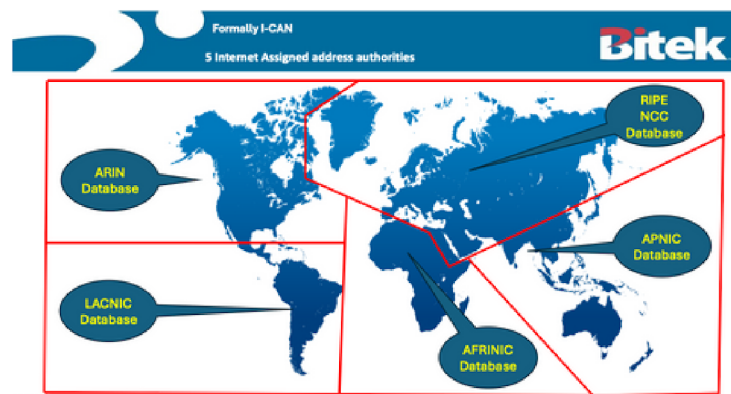 Formally I-CAN
5 Internet Assigned address authorities
Bitek
RIPE
NCC
Database
ARIN
Database
APNIC
Database
LACNIC
Database
AFRINIC
Database